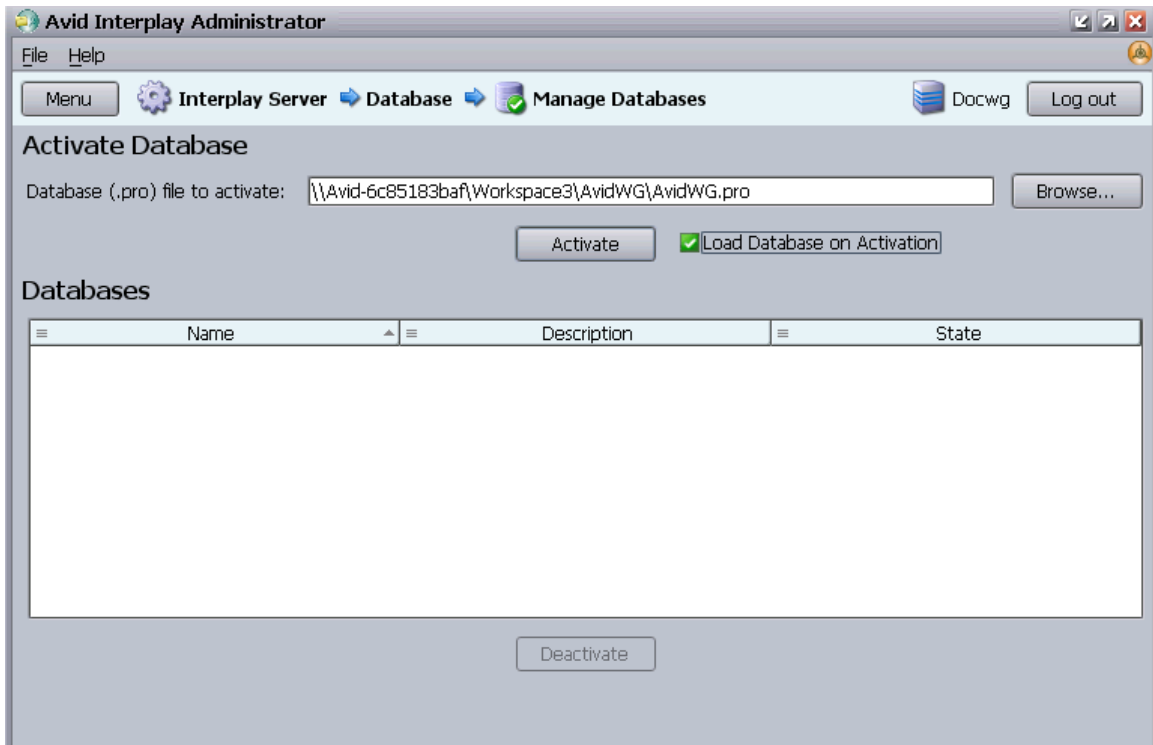 Avid Interplay Administrator
File Help
Menu Interplay Server Database Manage Databases Docwg Log out
Activate Database
Database (.pro) file to activate: \\Avid-6c85183baf\Workspace3\AvidWG\AvidWG.pro Browse...
Activate Load Database on Activation
Databases
Name Description State
Deactivate